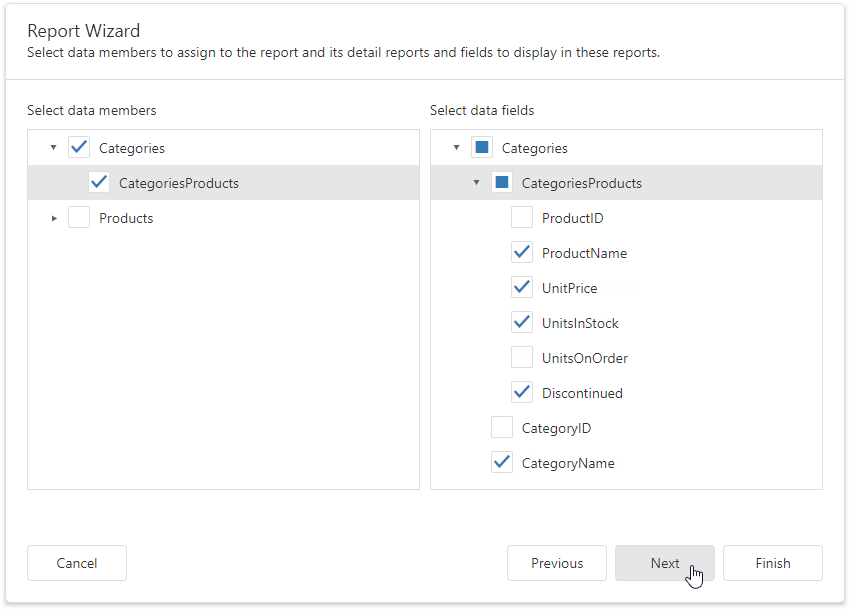 Report Wizard
Select data members to assign to the report and its detail reports and fields to display in these reports.
Select data members
Categories
CategoriesProducts
Products
Select data fields
Categories
CategoriesProducts
ProductID
ProductName
UnitPrice
UnitsInStock
UnitsOnOrder
Discontinued
CategoryID
CategoryName
Cancel
Previous
Next
Finish